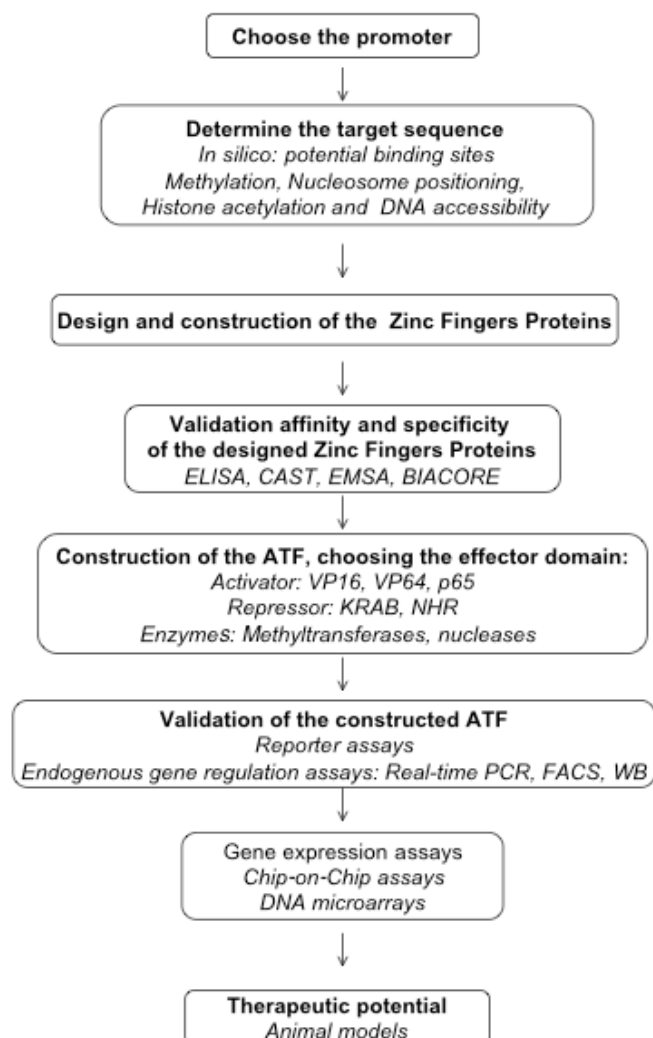 Choose the promoter
Determine the target sequence
In silico: potential binding sites
Methylation, Nucleosome positioning,
Histone acetylation and DNA accessibility
Design and construction of the Zinc Fingers Proteins
Validation affinity and specificity
of the designed Zinc Fingers Proteins
ELISA, CAST, EMSA, BIACORE
Construction of the ATF, choosing the effector domain:
Activator: VP16, VP64, p65
Repressor: KRAB, NHR
Enzymes: Methyltransferases, nucleases
Validation of the constructed ATF
Reporter assays
Endogenous gene regulation assays: Real-time PCR, FACS, WB
Gene expression assays
Chip-on-Chip assays
DNA microarrays
Therapeutic potential
Animal models